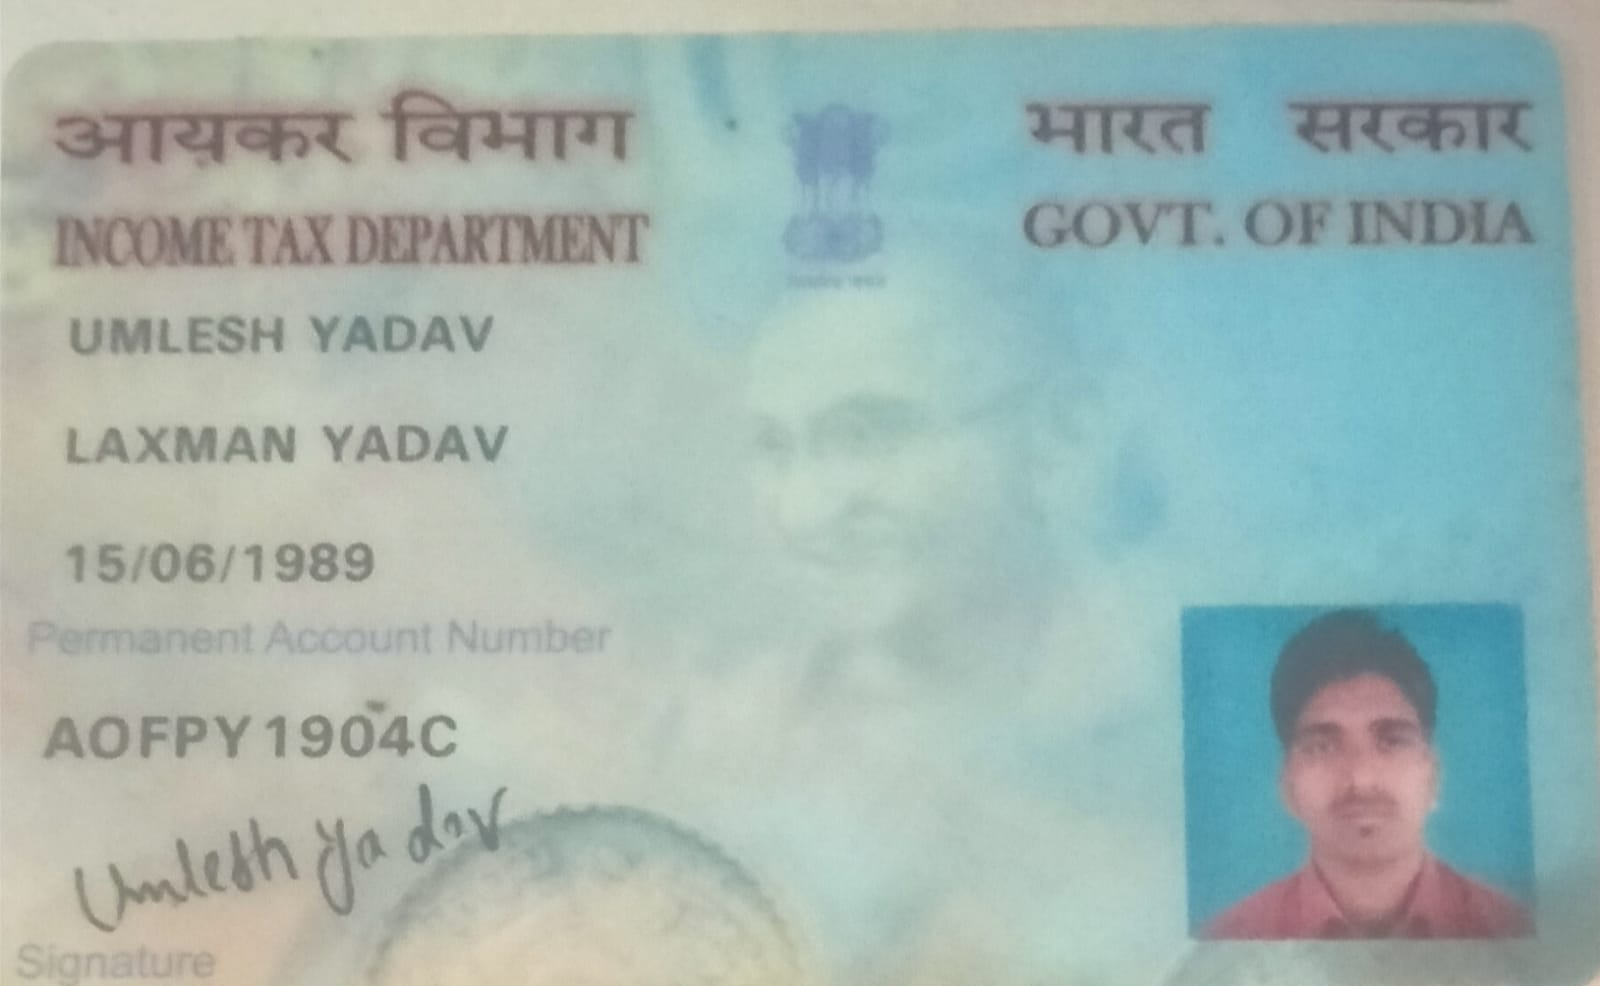 आयकर विभाग
INCOME TAX DEPARTMENT
भारत सरकार
GOVT. OF INDIA
UMLESH YADAV
LAXMAN YADAV
15/06/1989
Permanent Account Number
AOFPY1904C
Umlesh Yadav
Signature